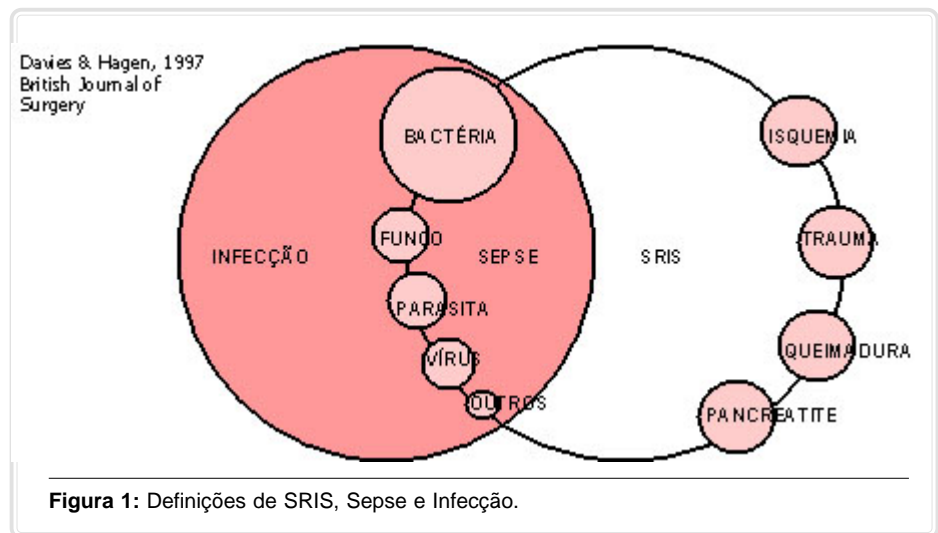 Davies & Hagen, 1997
British Journal of
Surgery
BACTÉRIA
ISQUEMIA
FUNGO
TRAUMA
INFECÇÃO
SEPSE
SRIS
PARASITA
VÍRUS
QUEIMADURA
OUTROS
PANCREATITE
Figura 1: Definições de SRIS, Sepse e Infecção.